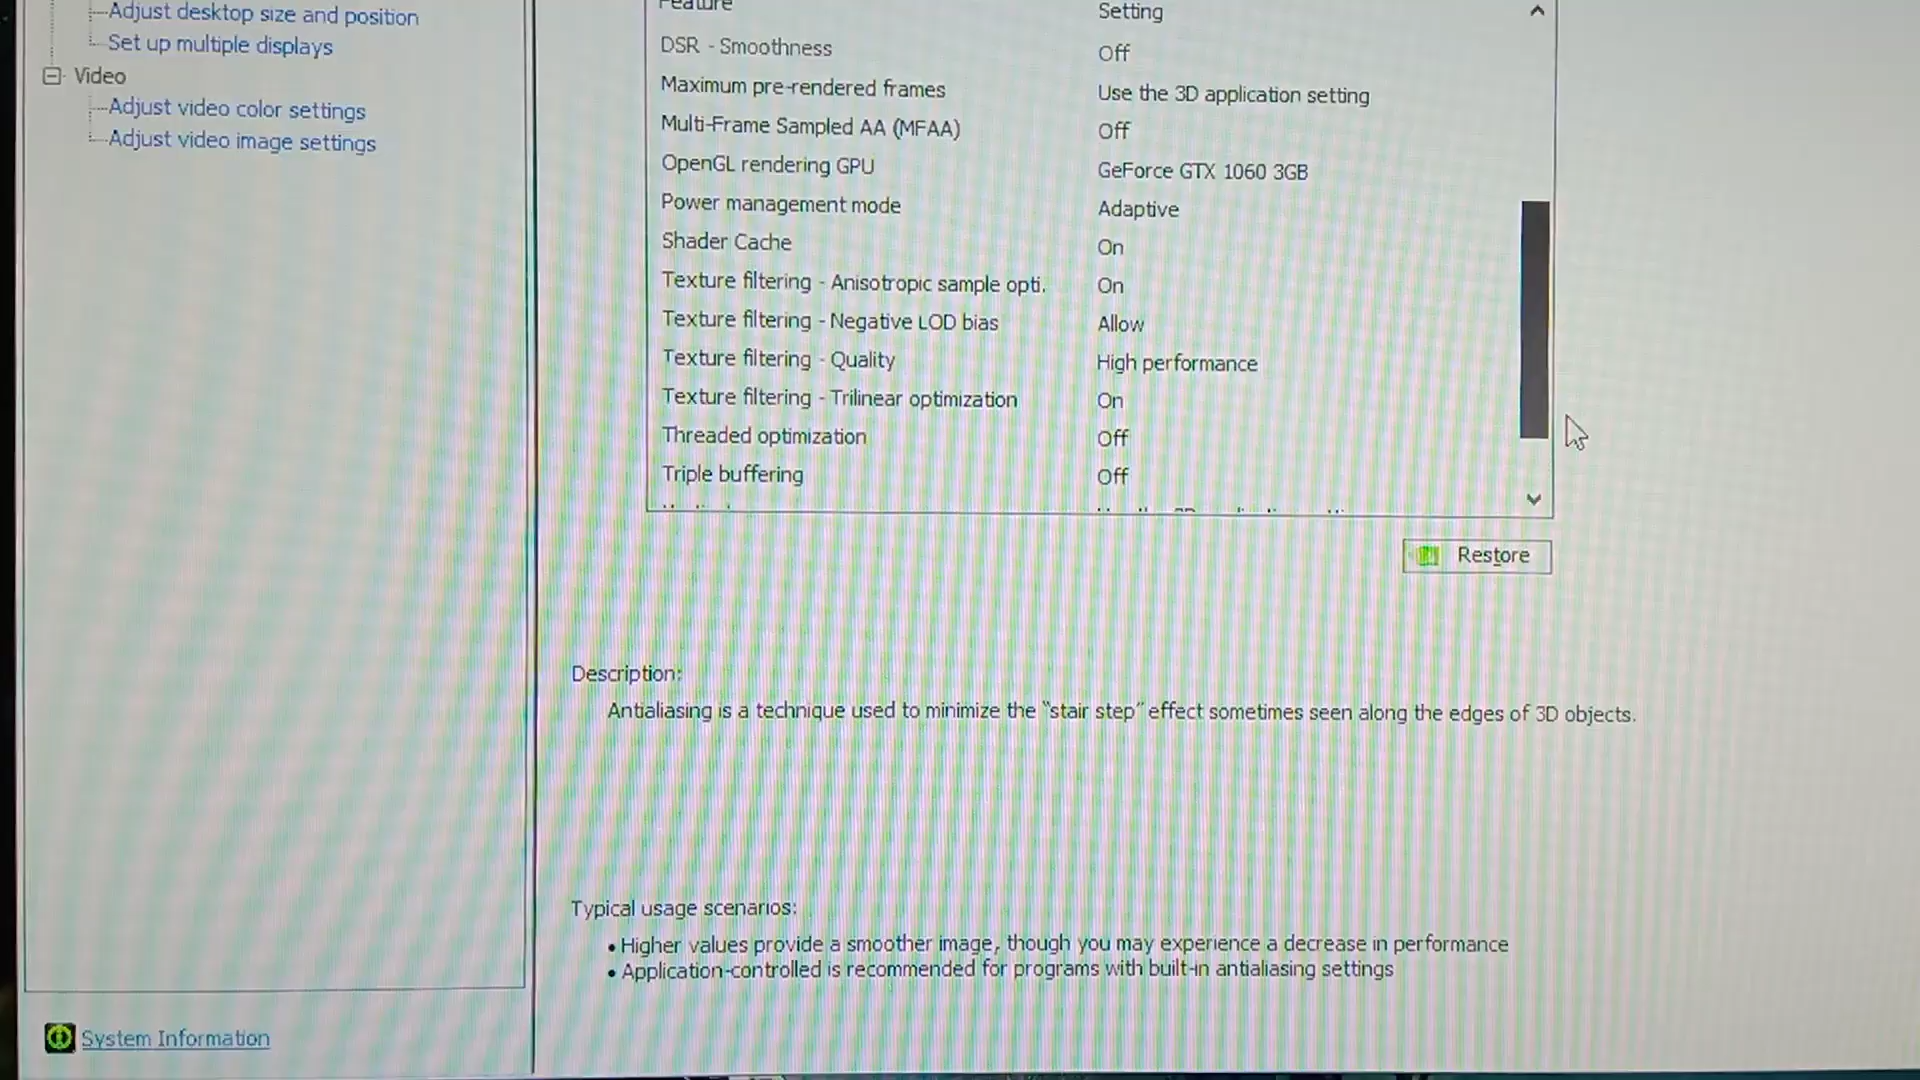 Adjust desktop size and position
Set up multiple displays
Video
Adjust video color settings
Adjust video image settings
Feature Setting
DSR - Smoothness Off
Maximum pre-rendered frames Use the 3D application setting
Multi-Frame Sampled AA (MFAA) Off
OpenGL rendering GPU GeForce GTX 1060 3GB
Power management mode Adaptive
Shader Cache On
Texture filtering - Anisotropic sample opti. On
Texture filtering - Negative LOD bias Allow
Texture filtering - Quality High performance
Texture filtering - Trilinear optimization On
Threaded optimization Off
Triple buffering Off
Restore
Description:
Antialiasing is a technique used to minimize the "stair step" effect sometimes seen along the edges of 3D objects.
Typical usage scenarios:
• Higher values provide a smoother image, though you may experience a decrease in performance
• Application-controlled is recommended for programs with built-in antialiasing settings
System Information